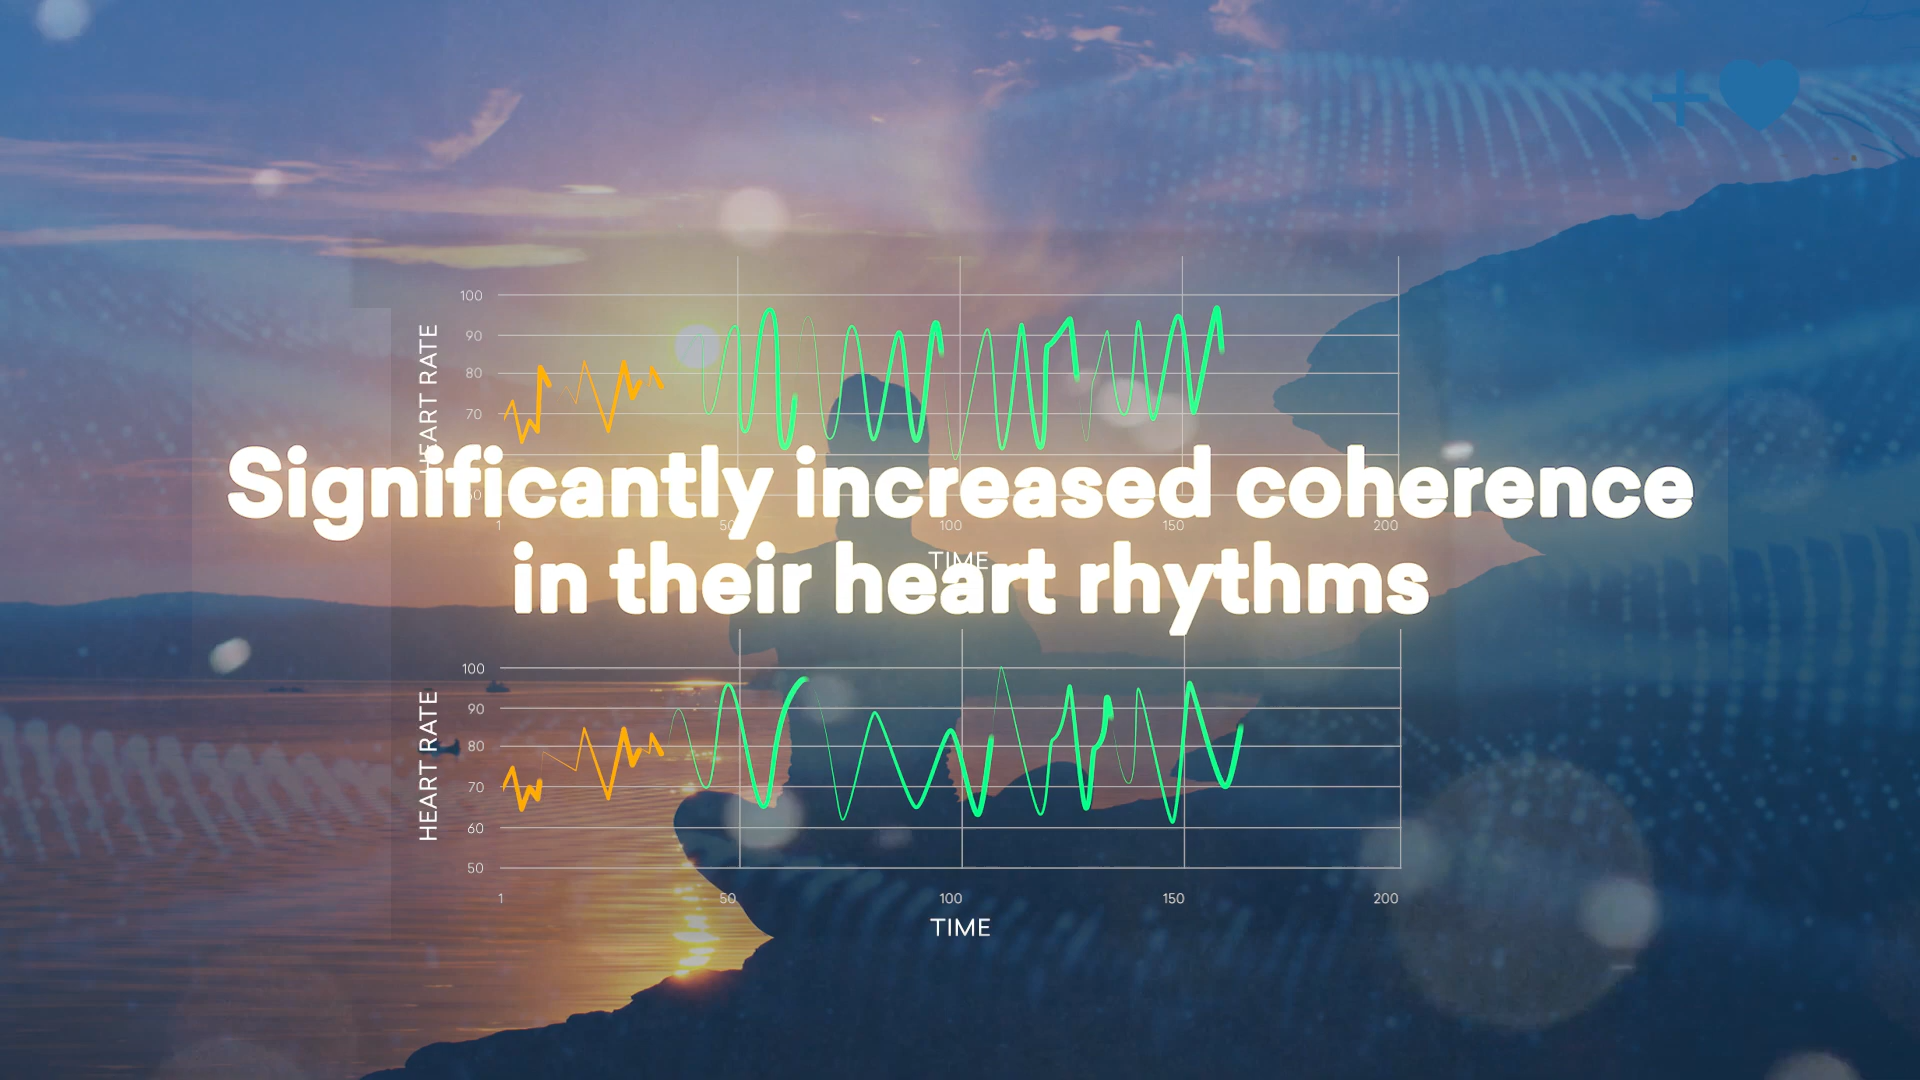 100
90
80
70
HEART RATE
Significantly increased coherence
1 50 100 150 200
TIME
in their heart rhythms
100
90
80
70
60
50
HEART RATE
1 50 100 150 200
TIME